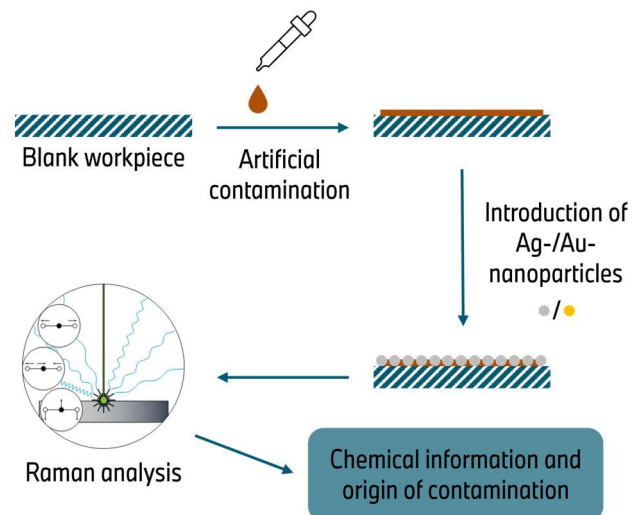 Blank workpiece
Artificial
contamination
Introduction of
Ag-/Au-
nanoparticles
/
Raman analysis
Chemical information and
origin of contamination